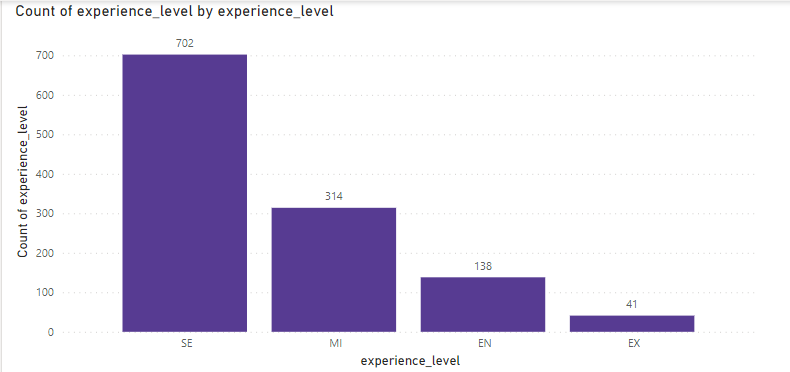 Count of experience_level by experience_level
Count of experience_level
700
600
500
400
300
200
100
0
702
314
138
41
SE
MI
EN
EX
experience_level